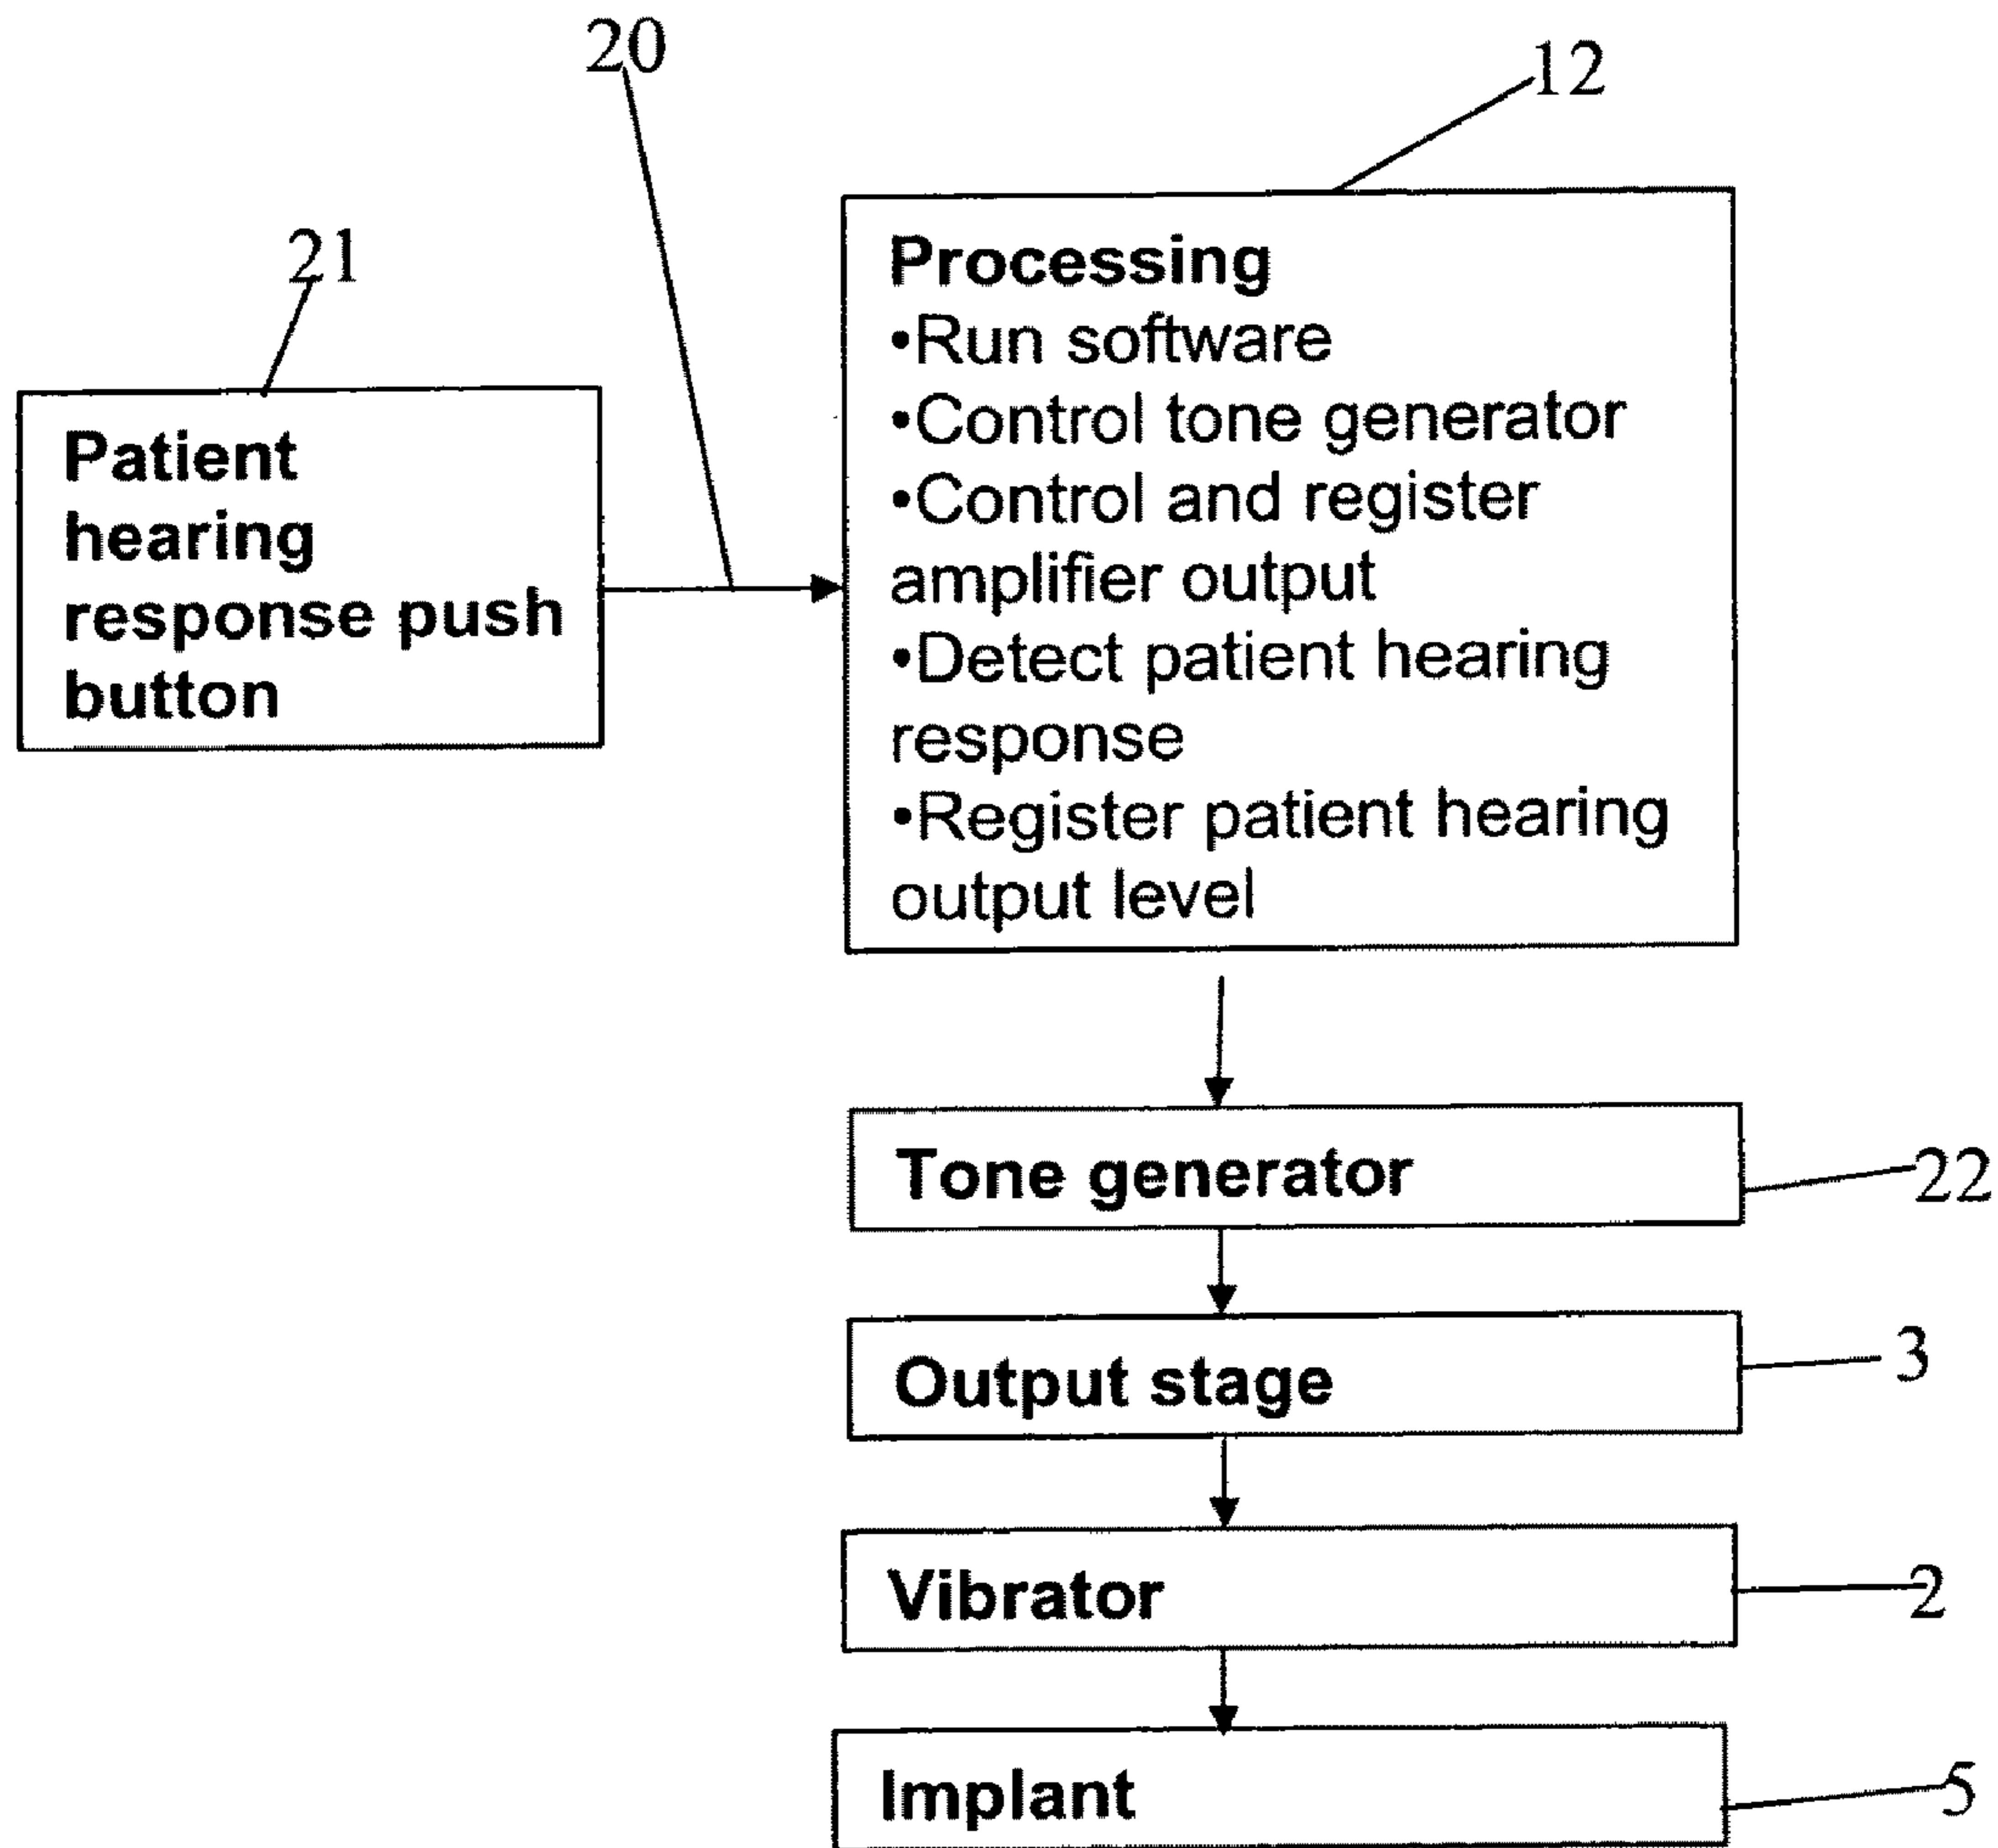 20
12
21
Processing
•Run software
•Control tone generator
•Control and register
amplifier output
•Detect patient hearing
response
•Register patient hearing
output level
Patient
hearing
response push
button
Tone generator
22
Output stage
3
Vibrator
2
Implant
5